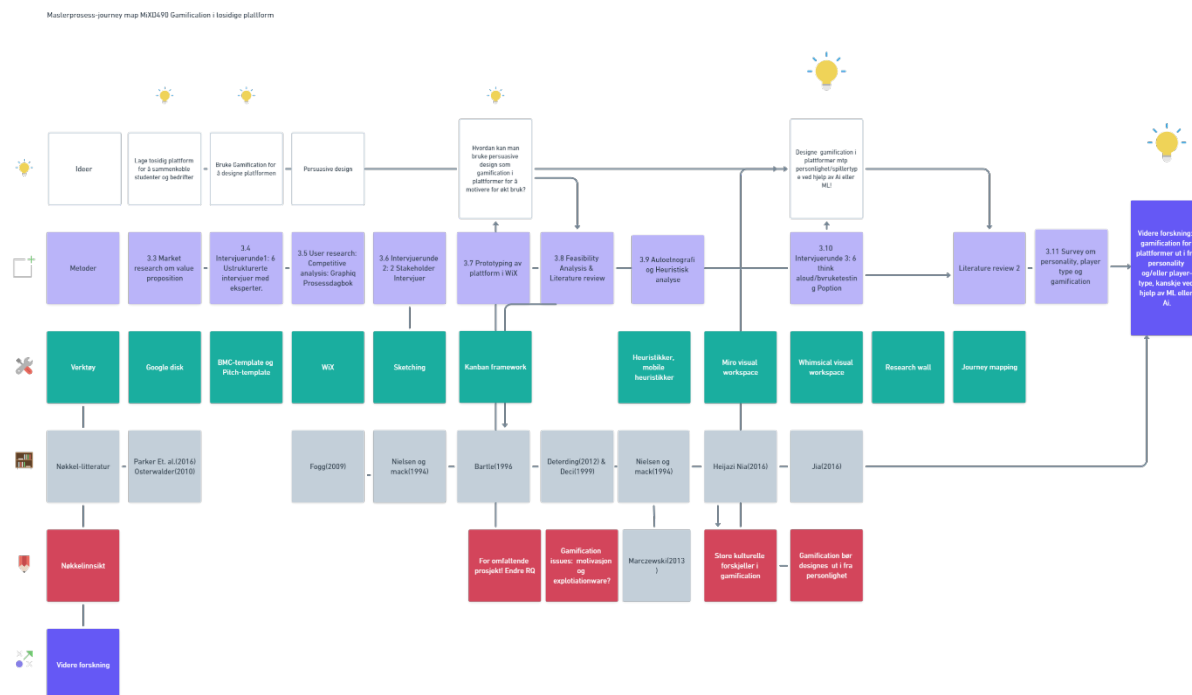 Masterprosess-journey map MiXD490 Gamification i tosidige plattform
Ideer
Lage tosidig plattform
for å sammenkoble
studenter og bedrifter
Bruke Gamification for
å designe plattformen
Persuasive design
Hvordan kan man
bruke persuasive
design som
gamification i
plattformer for å
motivere for økt bruk?
Designe gamification i
plattformer mtp
personlighet/spillertyp
e ved hjelp av Ai eller
ML!
Metoder
3.3 Market
research om value
proposition
3.4
Intervjuerunde1: 6
Ustrukturerte
intervjuer med
eksperter.
3.5 User research:
Competitive
analysis: Graphiq
Prosessdagbok
3.6 Intervjuerunde
2: 2 Stakeholder
Intervjuer
3.7 Prototyping av
plattform i WiX
3.8 Feasibility
Analysis &
Literature review
3.9 Autoetnografi
og Heuristisk
analyse
3.10
Intervjuerunde 3: 6
think
aloud/bvruketestin
g Poption
Literature review 2
3.11 Survey om
personality, player
type og
gamification
Videre forskning:
gamification for
plattformer ut i fra
personality
og/eller player-
type, kanskje ved
hjelp av ML eller
Ai.
Verktøy
Google disk
BMC-template og
Pitch-template
WiX
Sketching
Kanban framework
Heuristikker,
mobile
heuristikker
Miro visual
workspace
Whimsical visual
workspace
Research wall
Journey mapping
Nøkkel-litteratur
Parker Et. al.(2016)
Osterwalder(2010)
Fogg(2009)
Nielsen og
mack(1994)
Bartle(1996
Deterding(2012) &
Deci(1999)
Nielsen og
mack(1994)
Heijazi Nia(2016)
Jia(2016)
Nøkkelinnsikt
For omfattende
prosjekt! Endre RQ
Gamification
issues: motivasjon
og
explotiationware?
Marczewski(2013
)
Store kulturelle
forskjeller i
gamification
Gamification bør
designes ut i fra
personlighet
Videre forskning